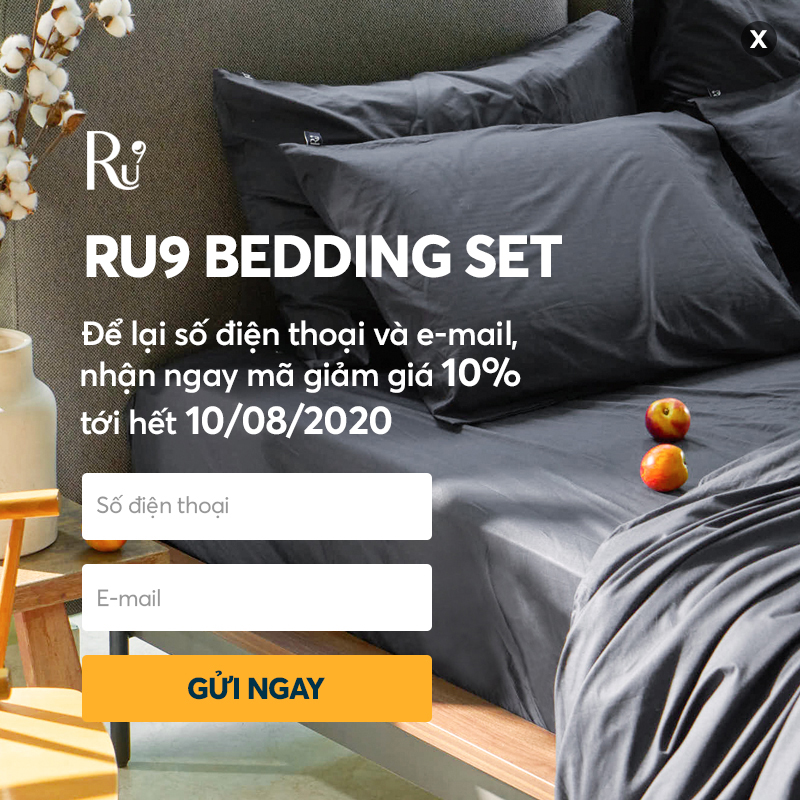 X
Ru9
RU9 BEDDING SET
Để lại số điện thoại và e-mail,
nhận ngay mã giảm giá 10%
tới hết 10/08/2020
Số điện thoại
E-mail
GỬI NGAY